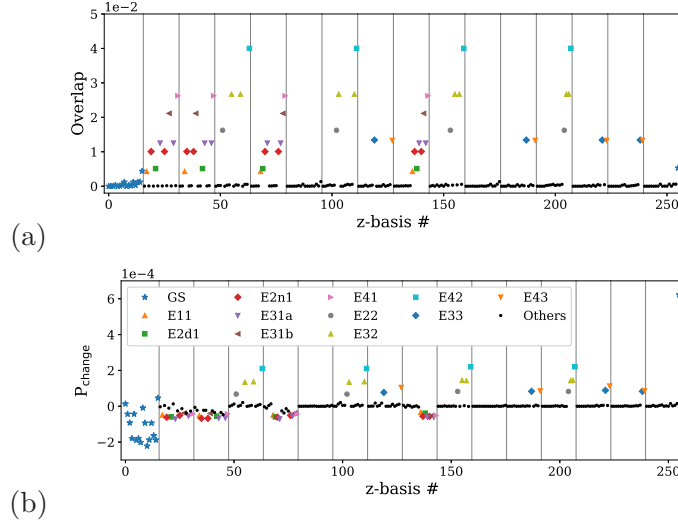 1e−2
Overlap
5
4
3
2
1
0
0 50 100 150 200 250
z-basis #
(a)
1e−4
P_change
6
4
2
0
−2
GS E2n1 E41 E42 E43
E11 E31a E22 E33 Others
E2d1 E31b E32
0 50 100 150 200 250
z-basis #
(b)